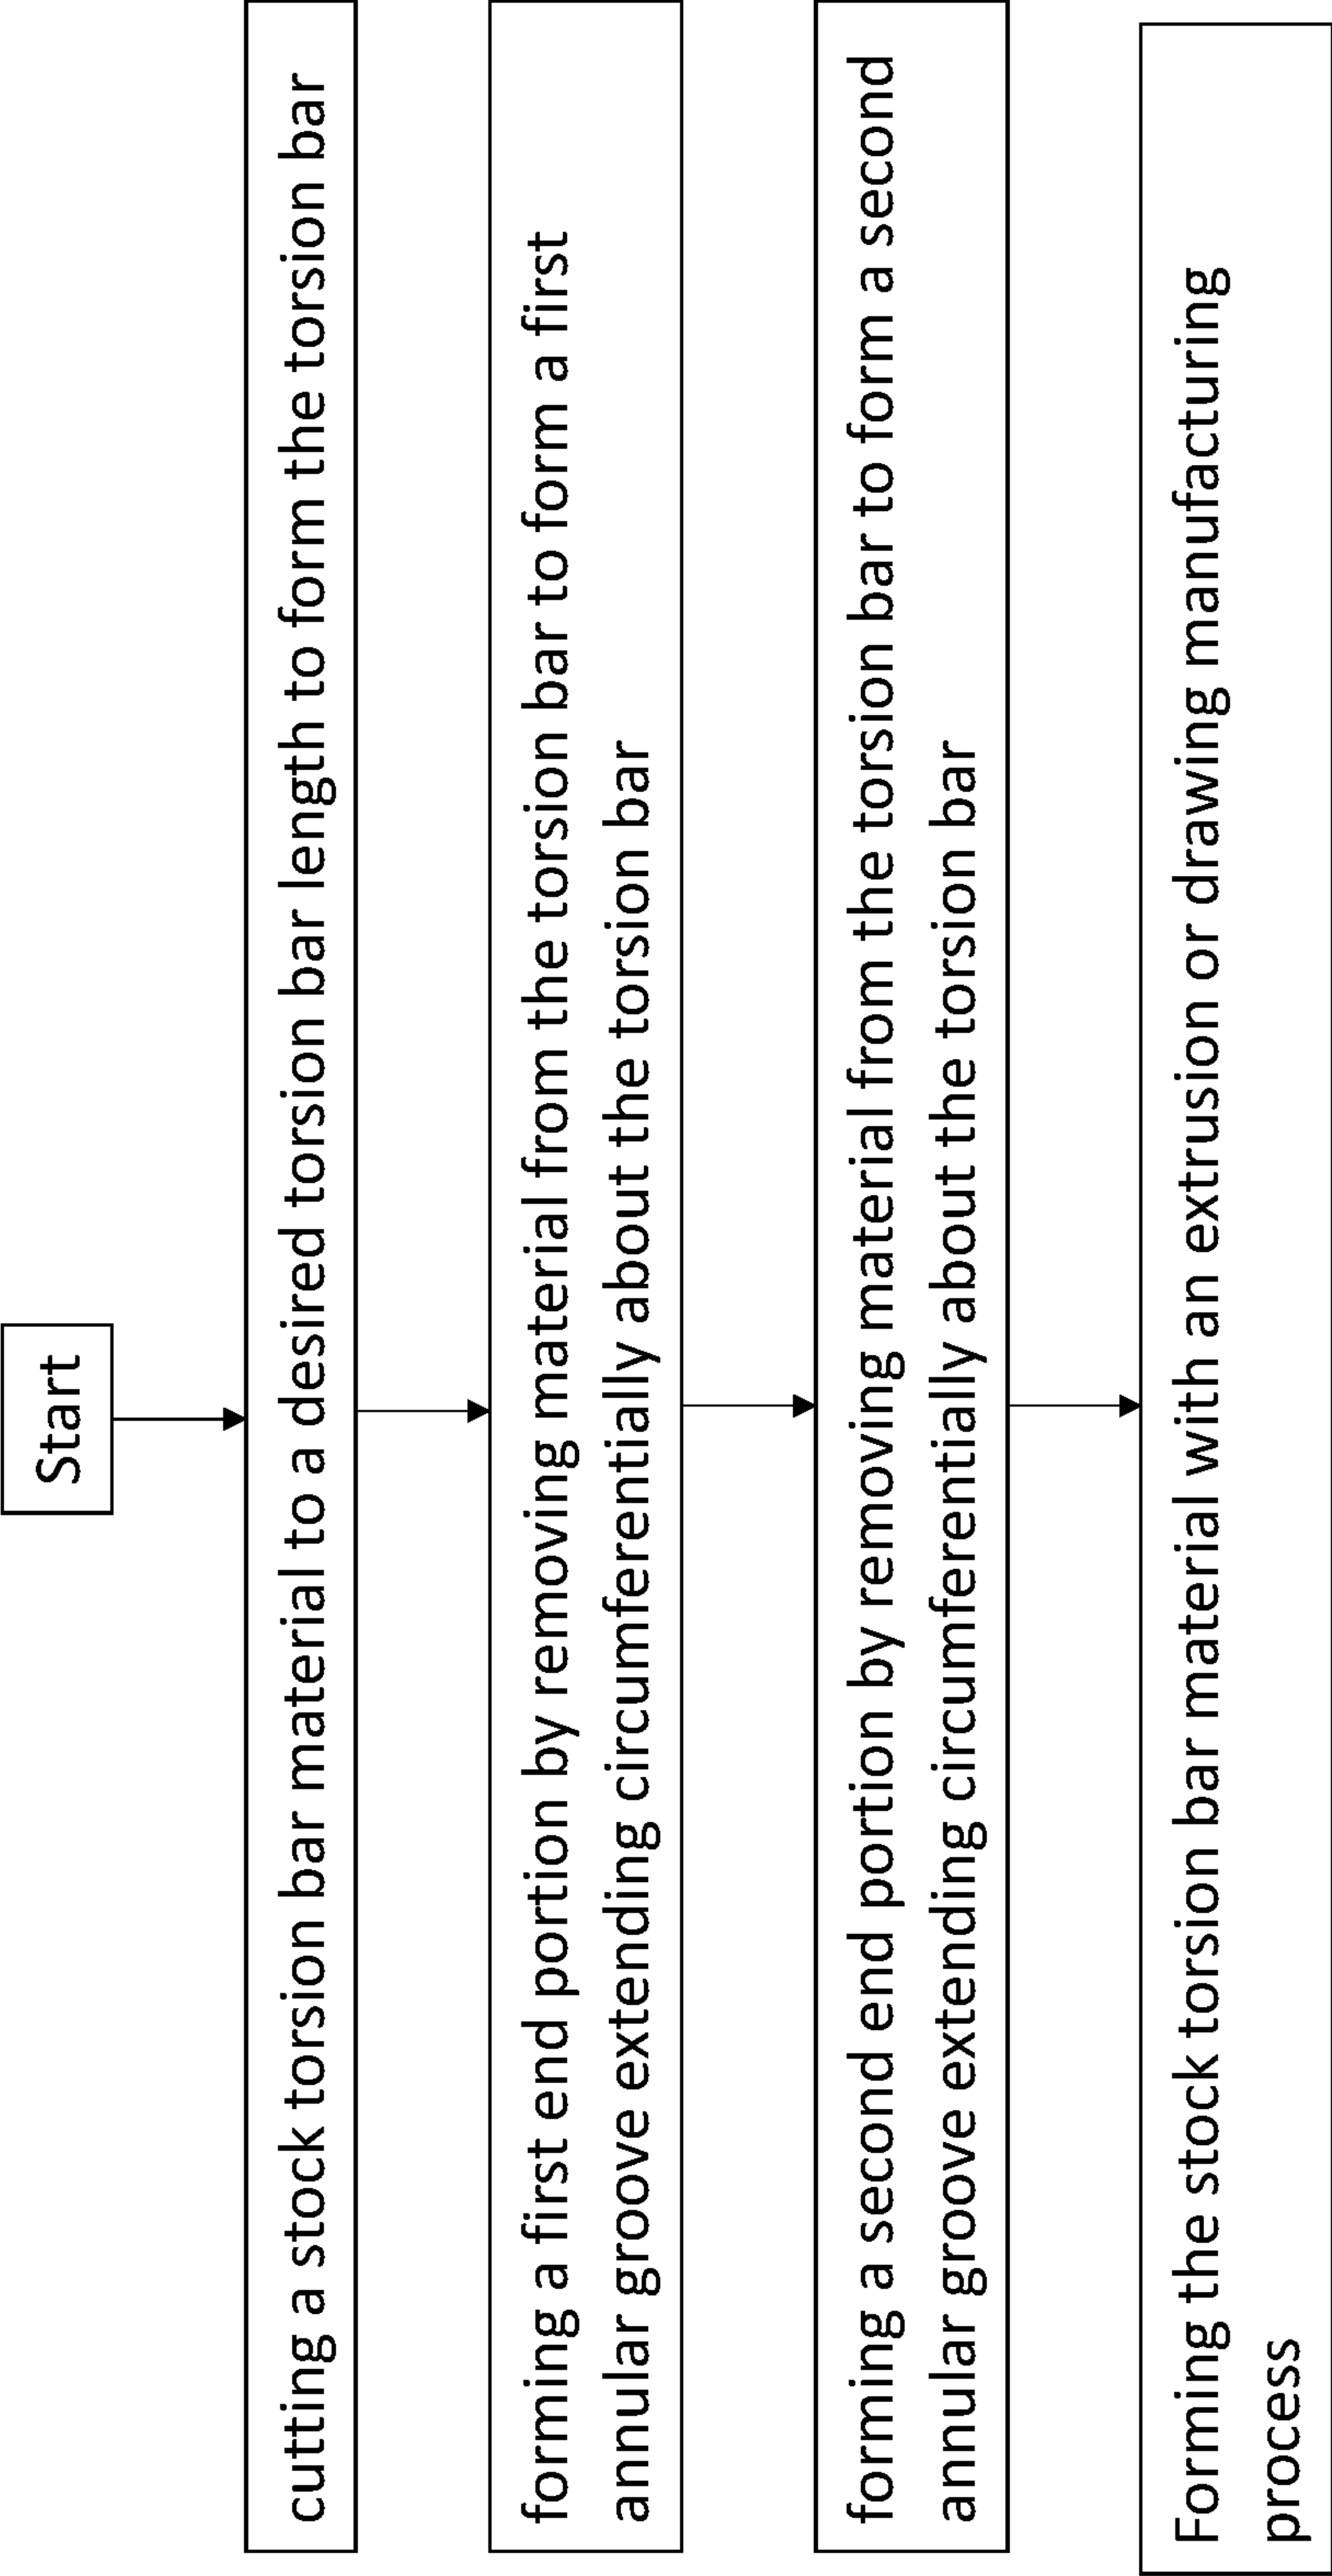 Start
cutting a stock torsion bar material to a desired torsion bar length to form the torsion bar
forming a first end portion by removing material from the torsion bar to form a first
annular groove extending circumferentially about the torsion bar
forming a second end portion by removing material from the torsion bar to form a second
annular groove extending circumferentially about the torsion bar
Forming the stock torsion bar material with an extrusion or drawing manufacturing
process